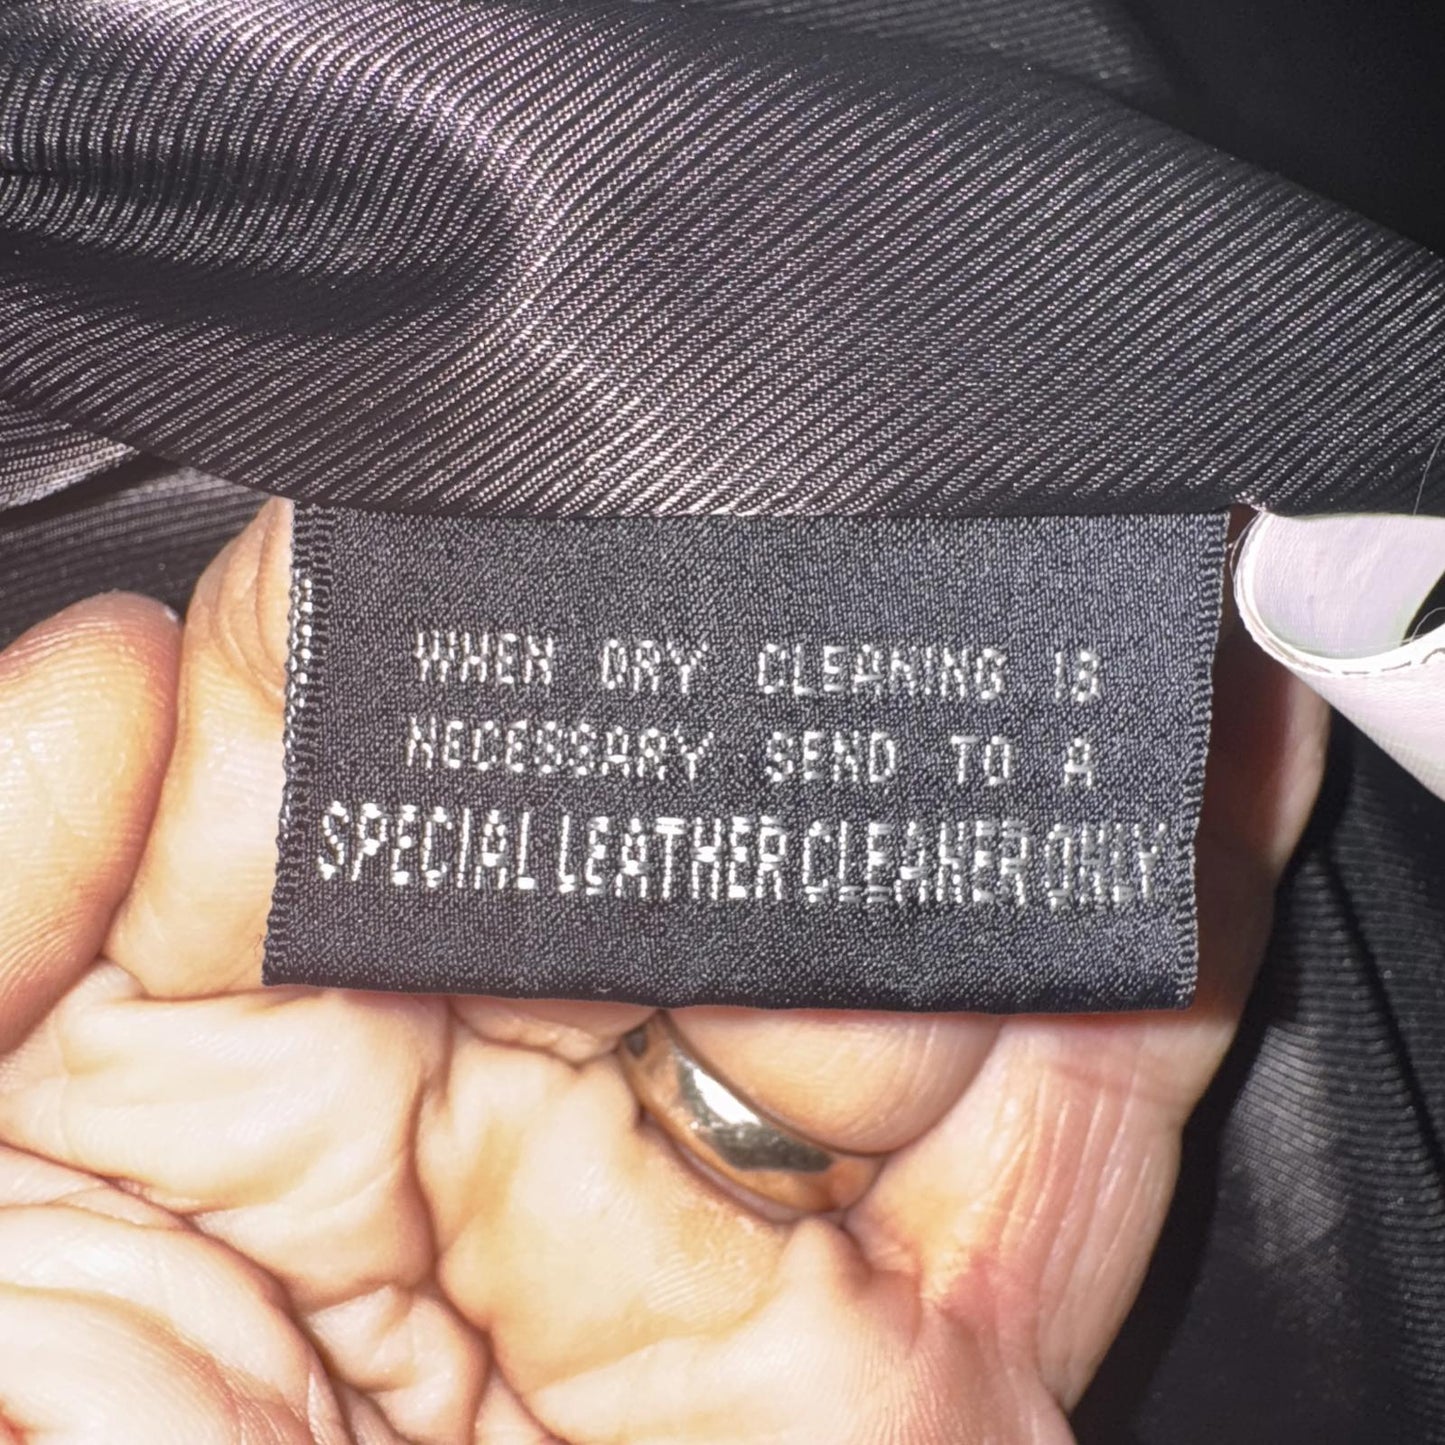 WHEN DRY CLEANING IS
NECESSARY SEND TO A
SPECIAL LEATHER CLEANER ONLY